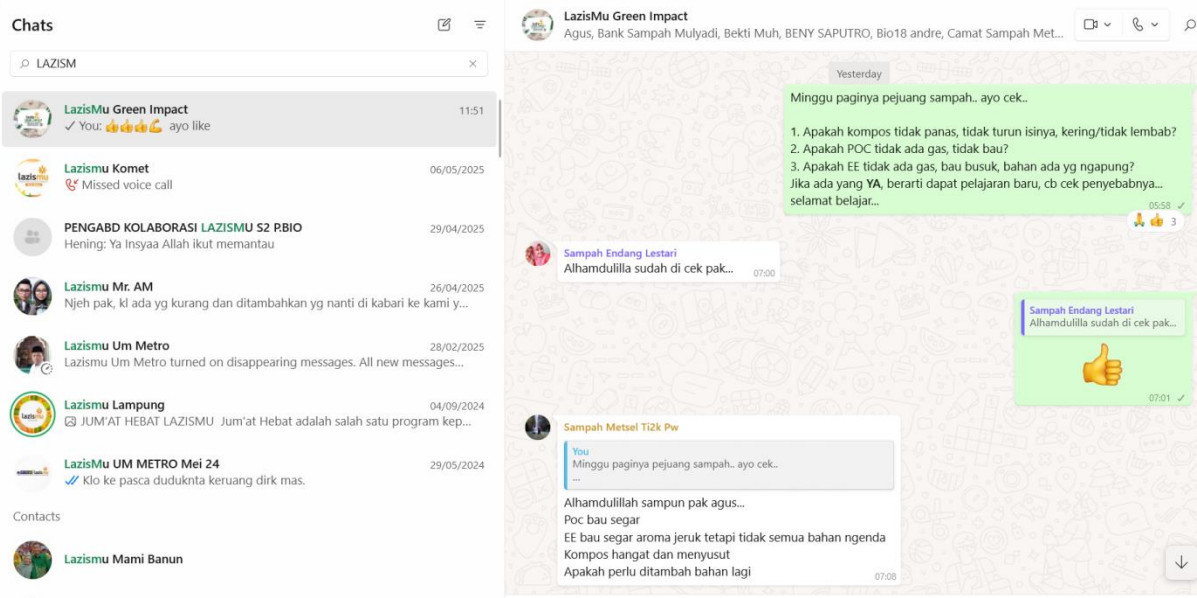 Chats
LAZISM
LazisMu Green Impact
11:51
You: 👍👍👍💪 ayo like
Lazismu Komet
06/05/2025
Missed voice call
PENGABD KOLABORASI LAZISMU S2 P.BIO
29/04/2025
Hening: Ya Insyaa Allah ikut memantau
Lazismu Mr. AM
26/04/2025
Njeh pak, kl ada yg kurang dan ditambahkan yg nanti di kabari ke kami y...
Lazismu Um Metro
28/02/2025
Lazismu Um Metro turned on disappearing messages. All new messages...
Lazismu Lampung
04/09/2024
JUM'AT HEBAT LAZISMU Jum'at Hebat adalah salah satu program kep...
LazisMu UM METRO Mei 24
29/05/2024
Klo ke pasca duduknta keruang dirk mas.
Contacts
Lazismu Mami Banun
LazisMu Green Impact
Agus, Bank Sampah Mulyadi, Bekti Muh, BENY SAPUTRO, Bio18 andre, Camat Sampah Met...
Yesterday
Minggu paginya pejuang sampah.. ayo cek..
1. Apakah kompos tidak panas, tidak turun isinya, kering/tidak lembab?
2. Apakah POC tidak ada gas, tidak bau?
3. Apakah EE tidak ada gas, bau busuk, bahan ada yg ngapung?
Jika ada yang YA, berarti dapat pelajaran baru, cb cek penyebabnya...
selamat belajar...
05:58
🙏👍 3
Sampah Endang Lestari
Alhamdulilla sudah di cek pak...
07:00
Sampah Endang Lestari
Alhamdulilla sudah di cek pak...
👍
07:01
Sampah Metsel Ti2k Pw
You
Minggu paginya pejuang sampah.. ayo cek..
...
Alhamdulillah sampun pak agus...
Poc bau segar
EE bau segar aroma jeruk tetapi tidak semua bahan ngenda
Kompos hangat dan menyusut
Apakah perlu ditambah bahan lagi
07:08